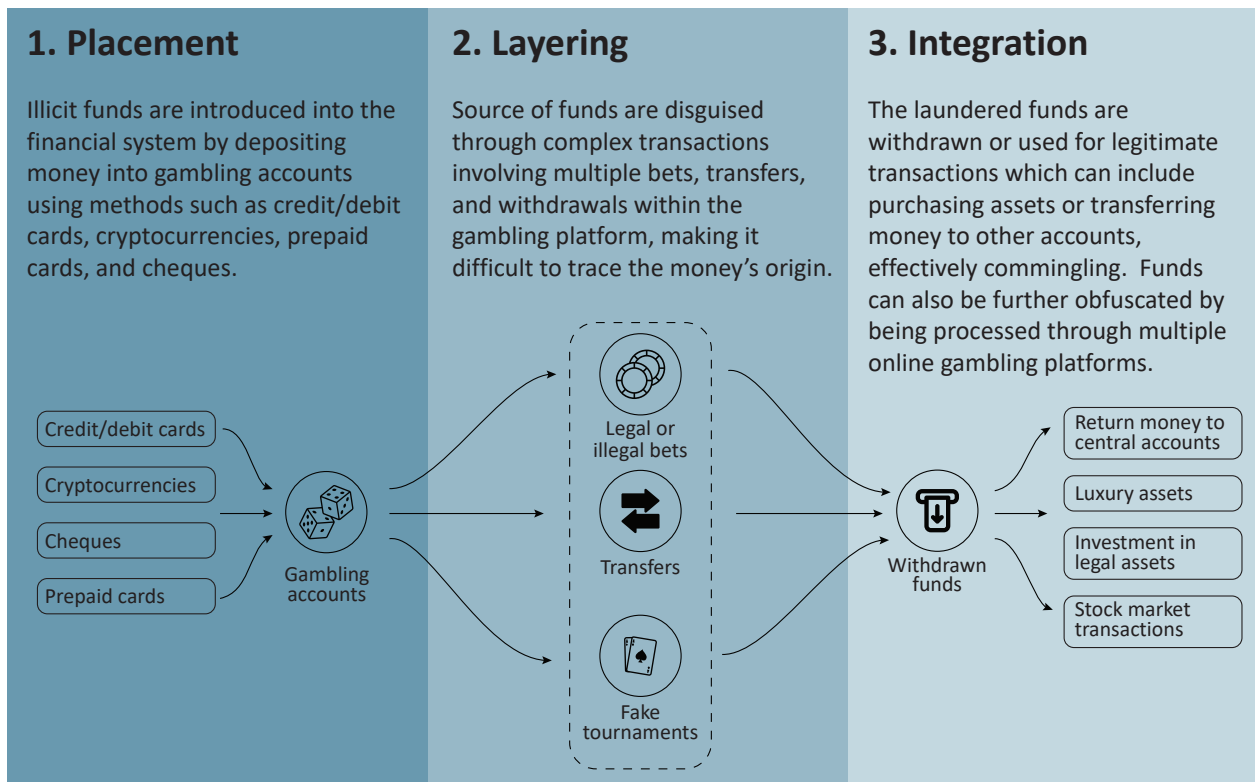 1. Placement
Illicit funds are introduced into the
financial system by depositing
money into gambling accounts
using methods such as credit/debit
cards, cryptocurrencies, prepaid
cards, and cheques.
Credit/debit cards
Cryptocurrencies
Cheques
Prepaid cards
Gambling
accounts
2. Layering
Source of funds are disguised
through complex transactions
involving multiple bets, transfers,
and withdrawals within the
gambling platform, making it
difficult to trace the money’s origin.
Legal or
illegal bets
Transfers
Fake
tournaments
3. Integration
The laundered funds are
withdrawn or used for legitimate
transactions which can include
purchasing assets or transferring
money to other accounts,
effectively commingling. Funds
can also be further obfuscated by
being processed through multiple
online gambling platforms.
Withdrawn
funds
Return money to
central accounts
Luxury assets
Investment in
legal assets
Stock market
transactions